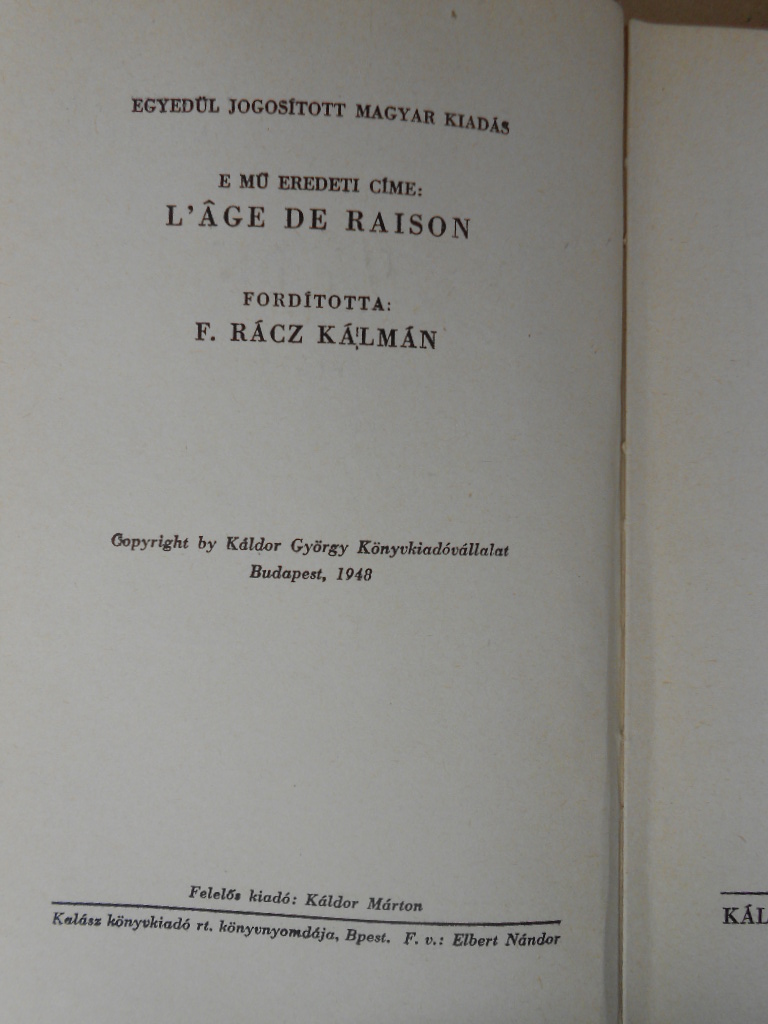 EGYEDÜL JOGOSÍTOTT MAGYAR KIADÁS
E MŰ EREDETI CÍME:
L'ÂGE DE RAISON
FORDÍTOTTA:
F. RÁCZ KÁLMÁN
Copyright by Káldor György Könyvkiadóvállalat
Budapest, 1948
Felelős kiadó: Káldor Márton
Kalász könyvkiadó rt. könyvnyomdája, Bpest. F. v.: Elbert Nándor
KÁL